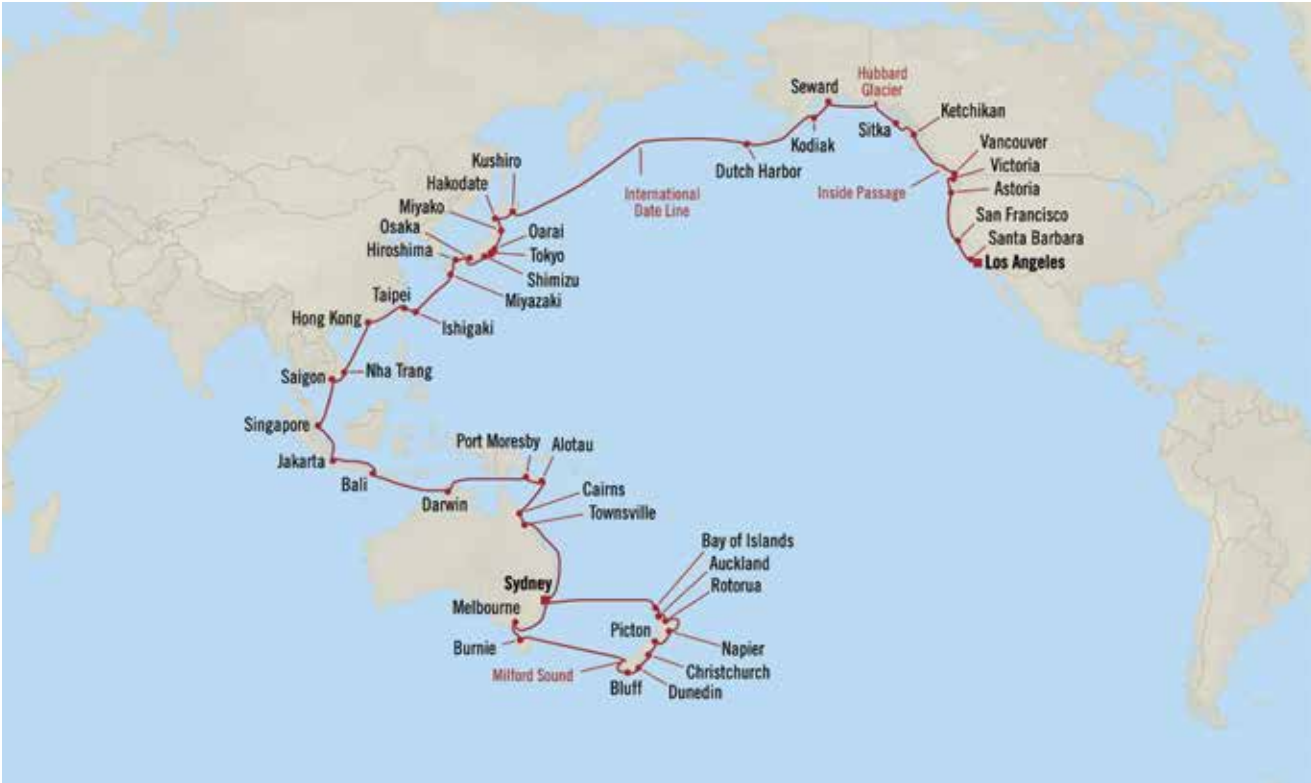 Hubbard
Glacier
Seward
Ketchikan
Sitka
Kodiak
Vancouver
Dutch Harbor
Victoria
Kushiro
Inside Passage
Astoria
Hakodate
International
Date Line
Miyako
San Francisco
Osaka
Oarai
Santa Barbara
Hiroshima
Tokyo
Los Angeles
Shimizu
Taipei
Miyazaki
Hong Kong
Ishigaki
Nha Trang
Saigon
Singapore
Port Moresby
Alotau
Jakarta
Bali
Cairns
Darwin
Townsville
Bay of Islands
Auckland
Sydney
Rotorua
Melbourne
Picton
Burnie
Napier
Milford Sound
Christchurch
Bluff
Dunedin